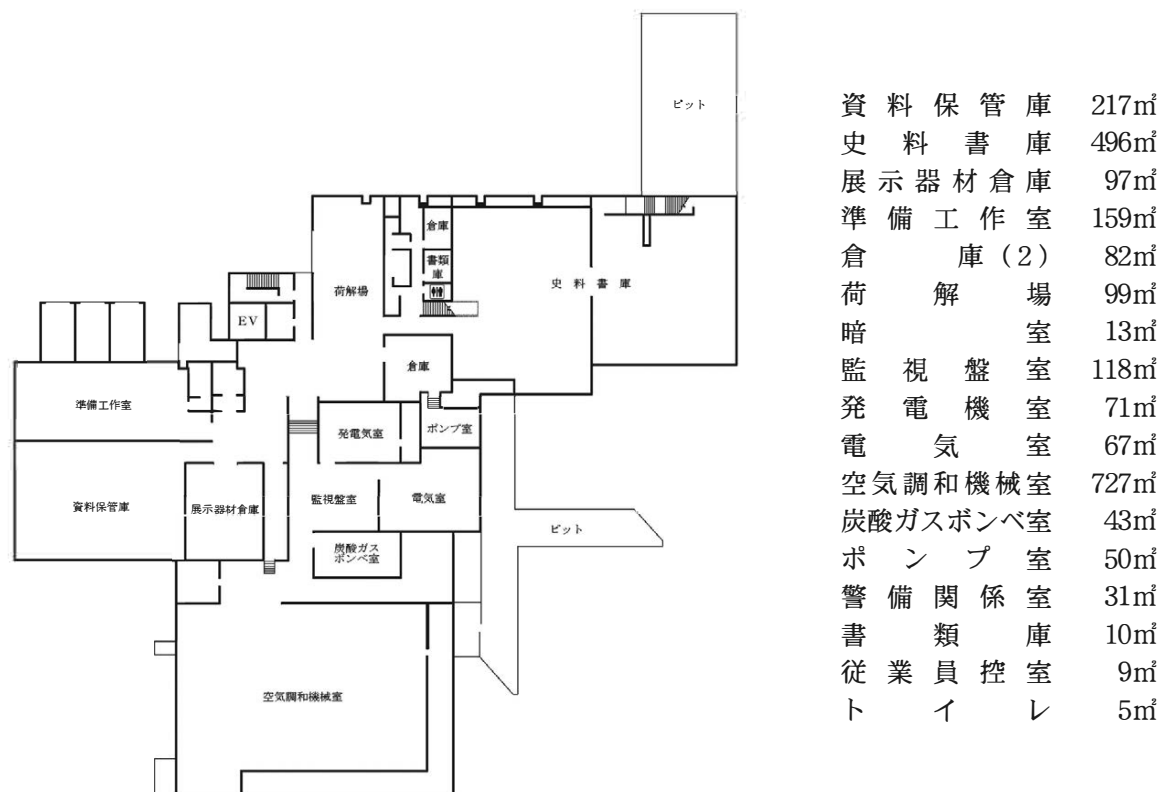 ピット
倉庫
書類
庫
史料書庫
荷解場
EV
倉庫
準備工作室
発電気室
ポンプ室
資料保管庫
展示器材倉庫
監視盤室
電気室
ピット
炭酸ガス
ボンベ室
空気調和機械室
資料保管庫 217㎡
史料書庫 496㎡
展示器材倉庫 97㎡
準備工作室 159㎡
倉庫(2) 82㎡
荷解場 99㎡
暗室 13㎡
監視盤室 118㎡
発電機室 71㎡
電気室 67㎡
空気調和機械室 727㎡
炭酸ガスボンベ室 43㎡
ポンプ室 50㎡
警備関係室 31㎡
書類庫 10㎡
従業員控室 9㎡
トイレ 5㎡